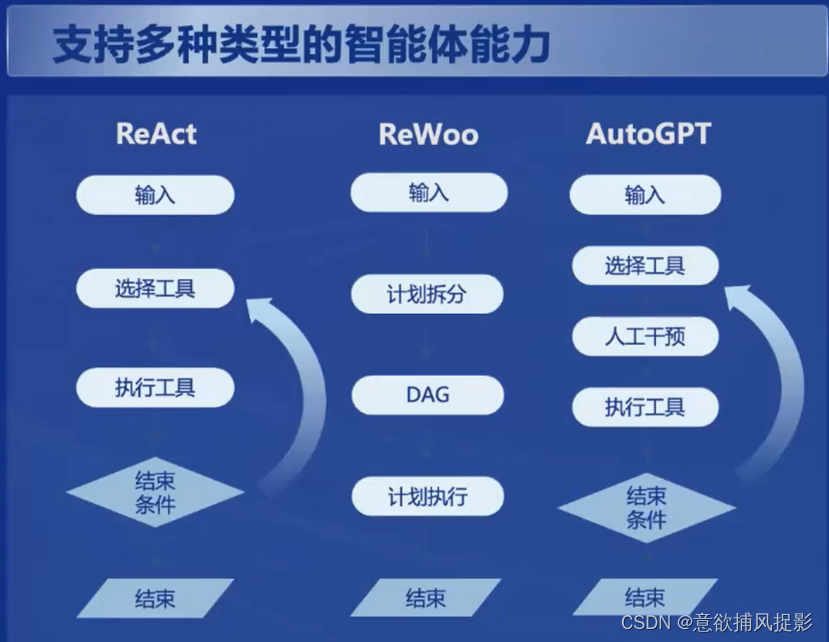 支持多种类型的智能体能力
ReAct
输入
选择工具
执行工具
结束
条件
结束
ReWoo
输入
计划拆分
DAG
计划执行
结束
AutoGPT
输入
选择工具
人工干预
执行工具
结束
条件
结束
CSDN @意欲捕风捉影